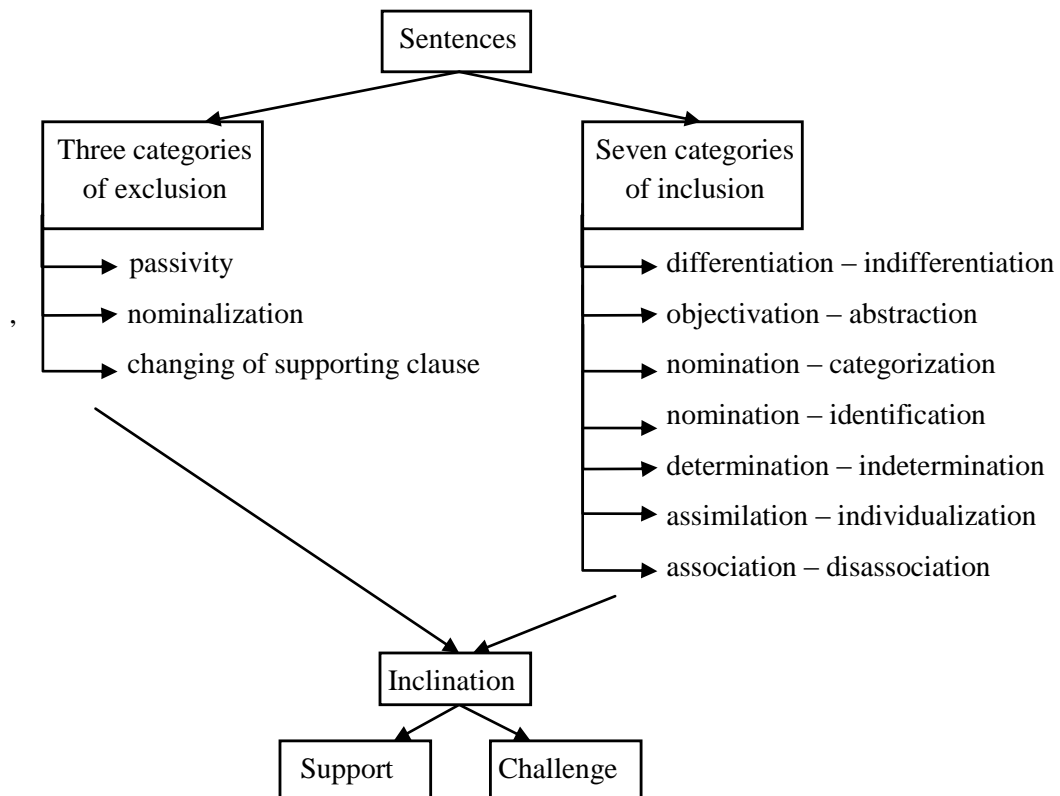 Sentences
Three categories
of exclusion
passivity
nominalization
,
changing of supporting clause
Seven categories
of inclusion
differentiation – indifferentiation
objectivation – abstraction
nomination – categorization
nomination – identification
determination – indetermination
assimilation – individualization
association – disassociation
Inclination
Support
Challenge